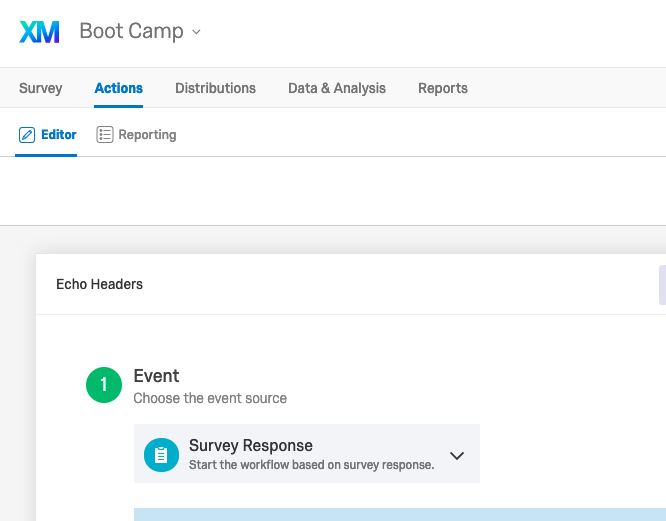 XM Boot Camp
Survey Actions Distributions Data & Analysis Reports
Editor Reporting
Echo Headers
1 Event
Choose the event source
Survey Response
Start the workflow based on survey response.